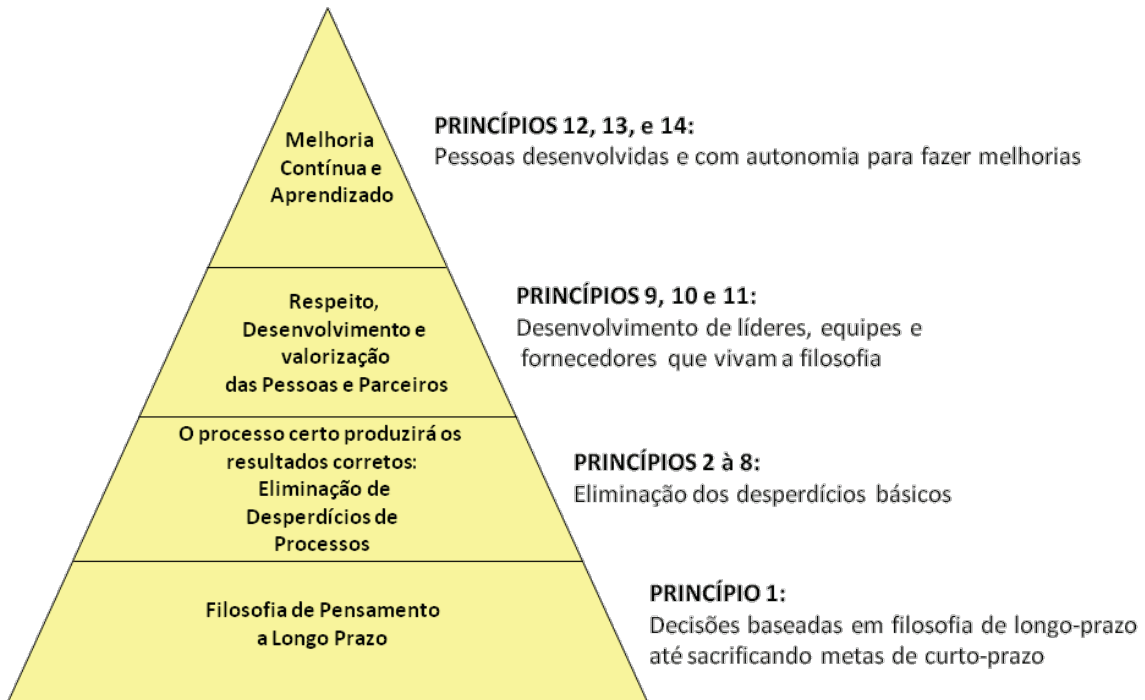 Melhoria
Contínua e
Aprendizado
PRINCÍPIOS 12, 13, e 14:
Pessoas desenvolvidas e com autonomia para fazer melhorias
Respeito,
Desenvolvimento e
valorização
das Pessoas e Parceiros
PRINCÍPIOS 9, 10 e 11:
Desenvolvimento de líderes, equipes e
fornecedores que vivam a filosofia
O processo certo produzirá os
resultados corretos:
Eliminação de
Desperdícios de
Processos
PRINCÍPIOS 2 à 8:
Eliminação dos desperdícios básicos
Filosofia de Pensamento
a Longo Prazo
PRINCÍPIO 1:
Decisões baseadas em filosofia de longo-prazo
até sacrificando metas de curto-prazo